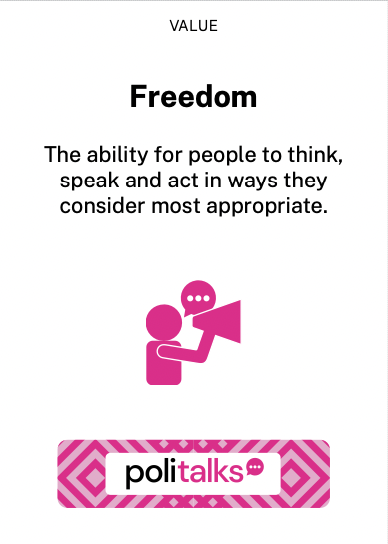 VALUE
Freedom
The ability for people to think,
speak and act in ways they
consider most appropriate.
politalks